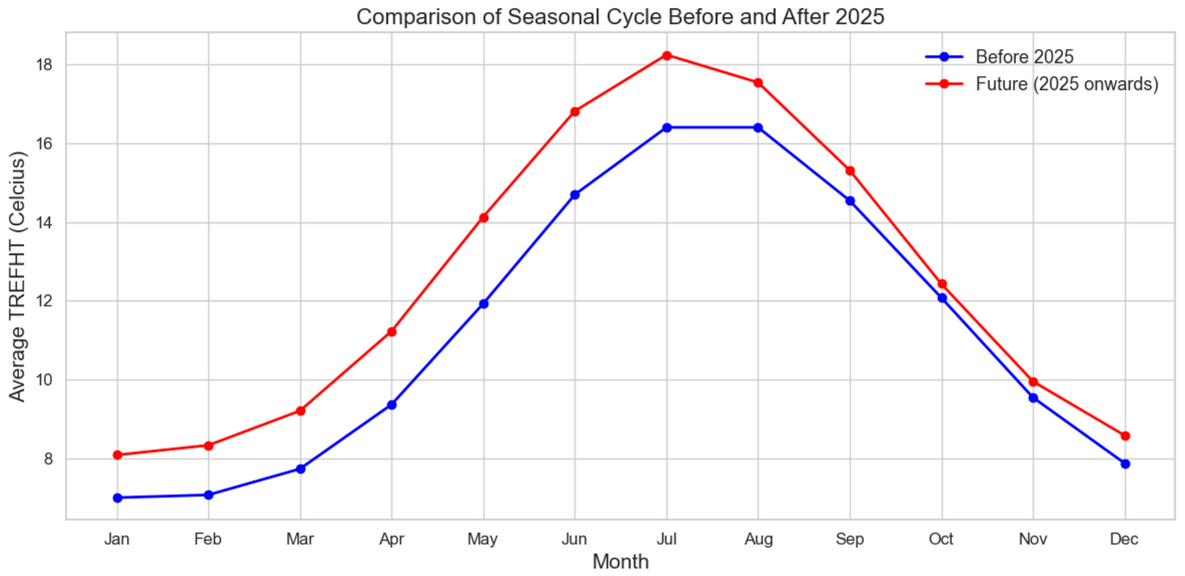 Comparison of Seasonal Cycle Before and After 2025
Before 2025
Future (2025 onwards)
Average TREFHT (Celcius)
18
16
14
12
10
8
Jan Feb Mar Apr May Jun Jul Aug Sep Oct Nov Dec
Month